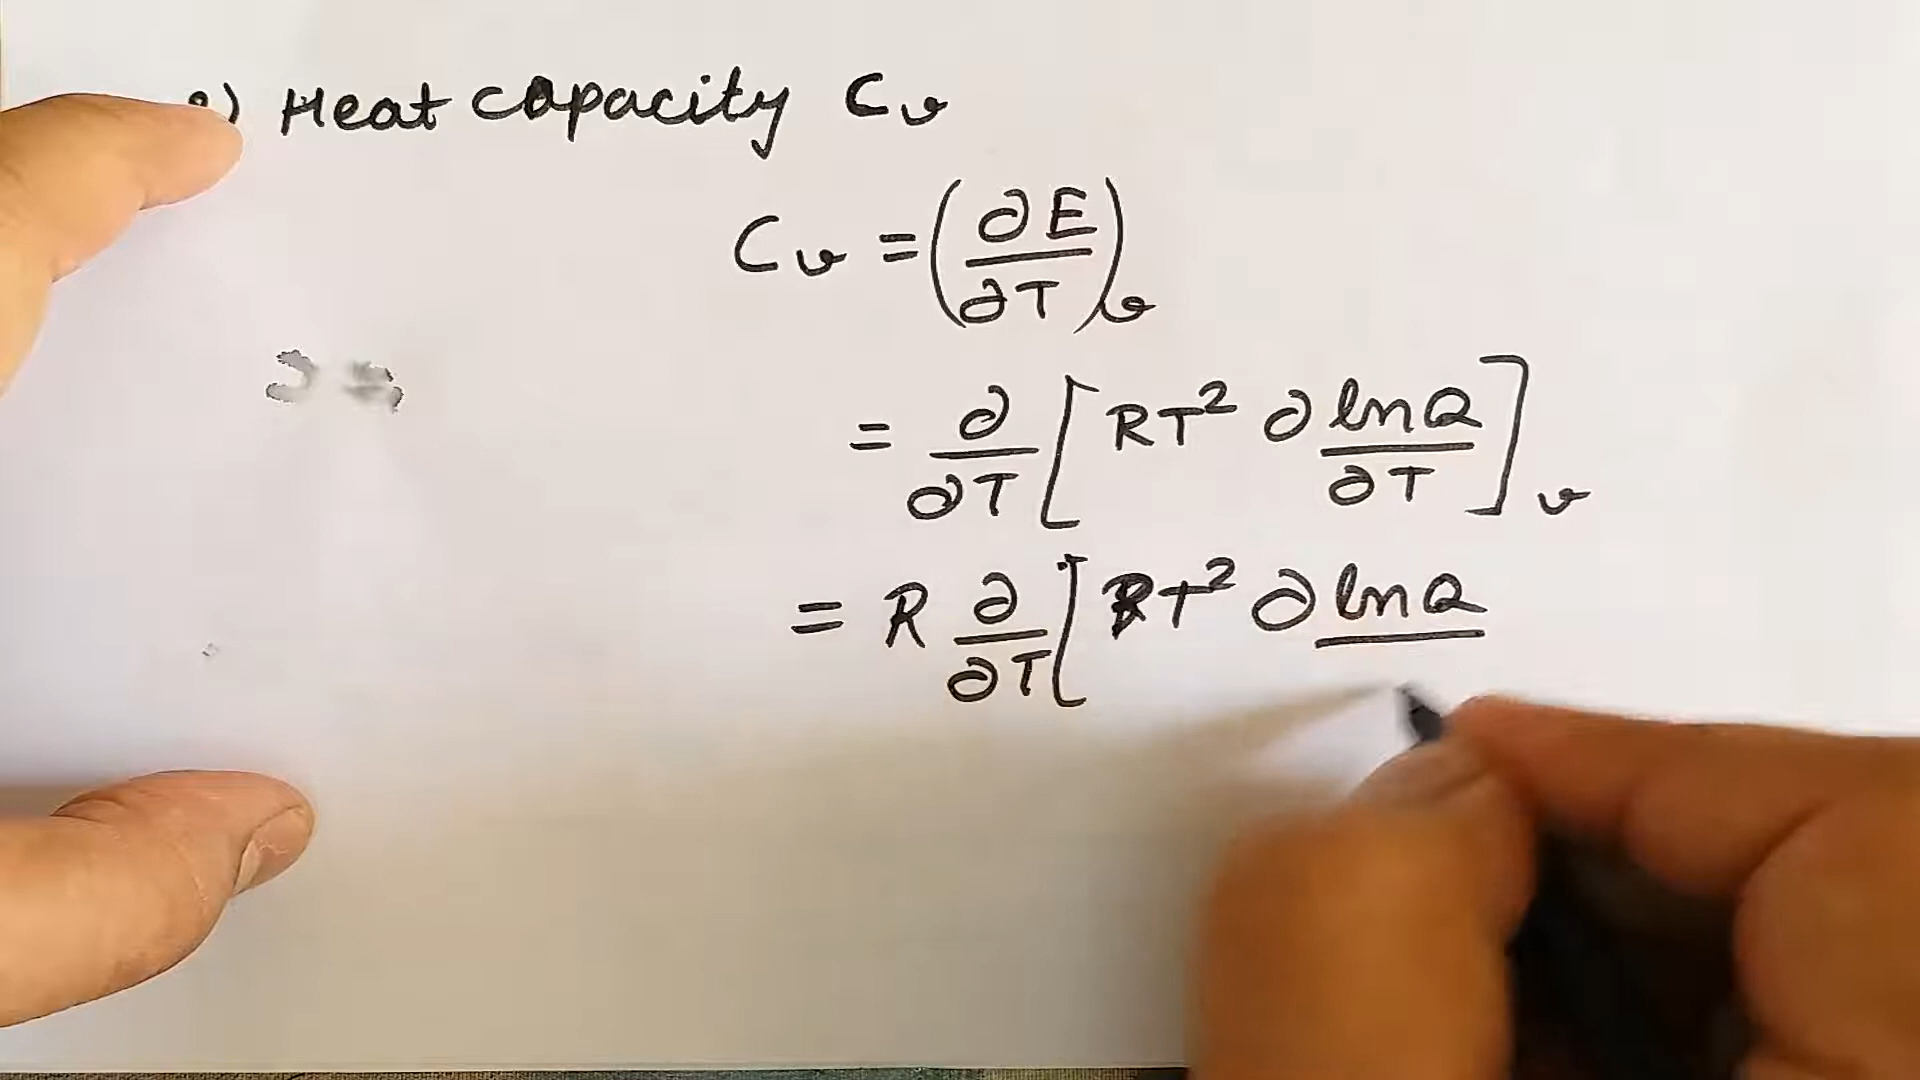 ) Heat capacity Cv
Cv = (∂E/∂T)v
= ∂/∂T [RT² ∂ lnQ/∂T]v
= R ∂/∂T [T² ∂ lnQ